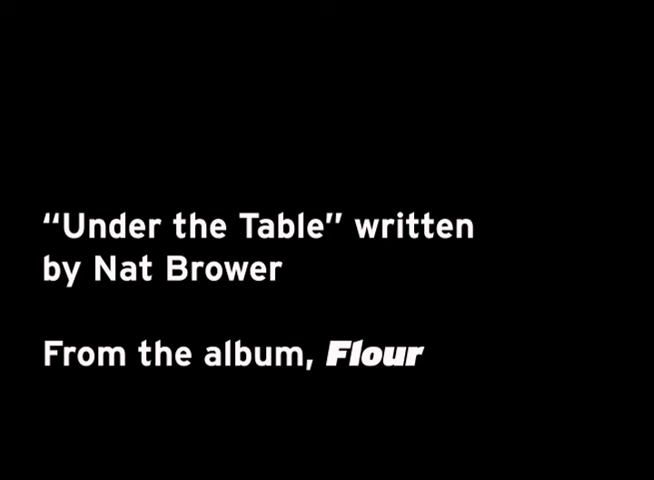 “Under the Table” written
by Nat Brower
From the album, Flour